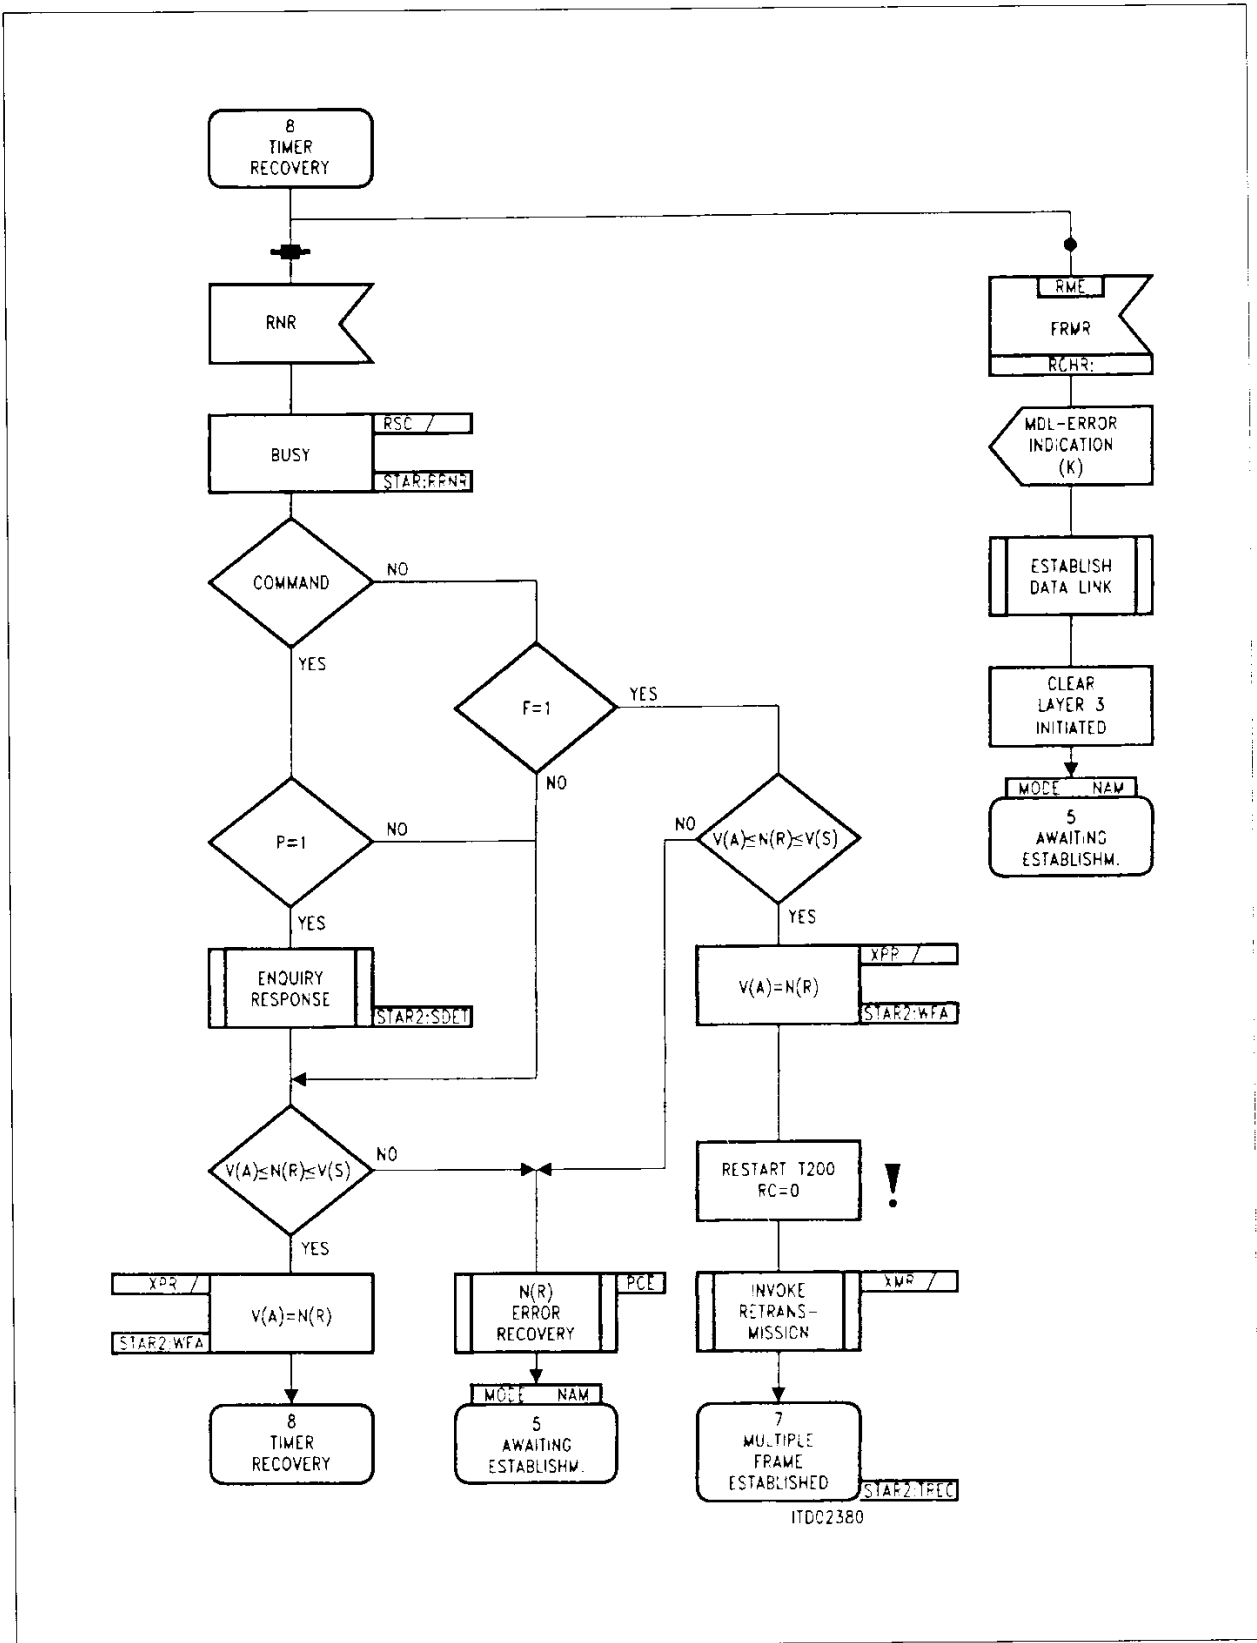 8
TIMER
RECOVERY
RNR
RME
FRMR
RCHR:
BUSY
RSC /
STAR:RRNR
MDL-ERROR
INDICATION
(K)
COMMAND
NO
YES
ESTABLISH
DATA LINK
F=1
YES
NO
CLEAR
LAYER 3
INITIATED
P=1
NO
YES
V(A)≤N(R)≤V(S)
NO
YES
MODE NAM
5
AWAITING
ESTABLISHM.
ENQUIRY
RESPONSE
STAR2:SDET
XPR /
V(A)=N(R)
STAR2:WFA
V(A)≤N(R)≤V(S)
NO
YES
RESTART T200
RC=0
!
XPR /
V(A)=N(R)
STAR2:WFA
N(R)
ERROR
RECOVERY
PCE
INVOKE
RETRANS-
MISSION
XMR /
8
TIMER
RECOVERY
MODE NAM
5
AWAITING
ESTABLISHM.
7
MULTIPLE
FRAME
ESTABLISHED
STAR2:TREC
ITD02380